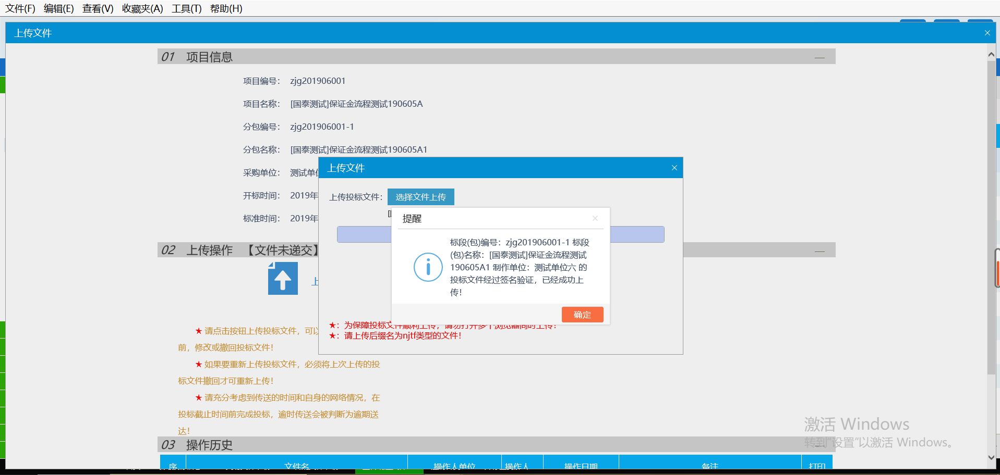 文件(F) 编辑(E) 查看(V) 收藏夹(A) 工具(T) 帮助(H)
上传文件
01 项目信息
项目编号： zjg201906001
项目名称： [国泰测试]保证金流程测试190605A
分包编号： zjg201906001-1
分包名称： [国泰测试]保证金流程测试190605A1
采购单位： 测试单
开标时间： 2019年
标准时间： 2019年
02 上传操作 【文件未递交】
上
★ 请点击按钮上传投标文件，可以
前，修改或撤回投标文件！
★ 如果要重新上传投标文件，必须将上次上传的投
标文件撤回才可重新上传！
★ 请充分考虑到传送的时间和自身的网络情况，在
投标截止时间前完成投标，逾时传送会被判断为逾期送
达！
上传文件
上传投标文件： 选择文件上传
提醒
标段(包)编号：zjg201906001-1 标段
(包)名称：[国泰测试]保证金流程测试
190605A1 制作单位：测试单位六 的
投标文件经过签名验证，已经成功上
传！
确定
★：为保障投标文件顺利上传，请勿打开多个浏览器同时上传！
★：请上传后缀名为njtf类型的文件！
03 操作历史
序 文件名 操作人单位 操作人 操作日期 备注 打印
激活 Windows
转到“设置”以激活 Windows。